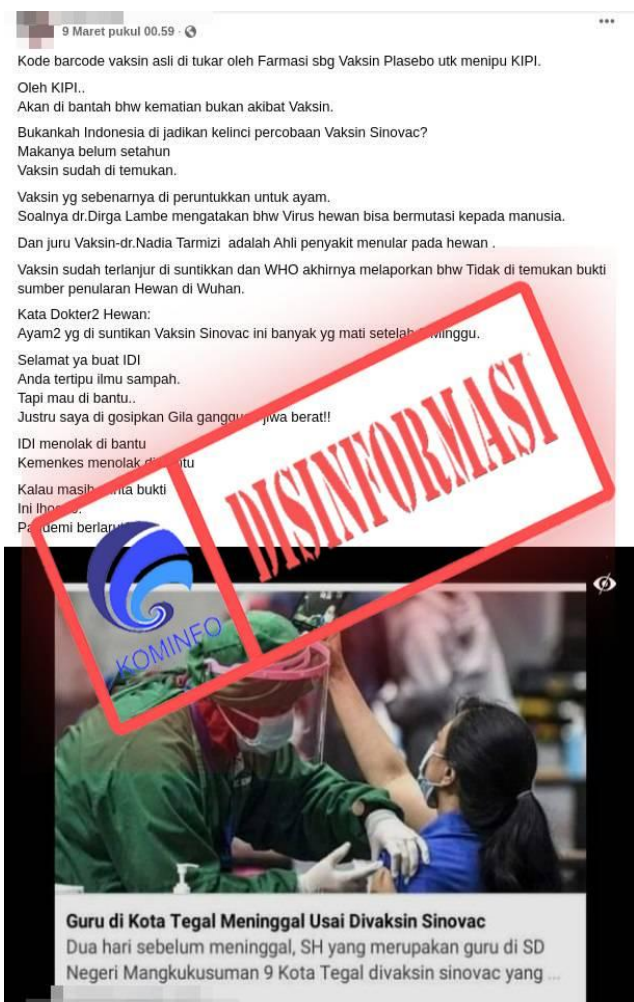 9 Maret pukul 00.59 ·
Kode barcode vaksin asli di tukar oleh Farmasi sbg Vaksin Plasebo utk menipu KIPI.
Oleh KIPI..
Akan di bantah bhw kematian bukan akibat Vaksin.
Bukankah Indonesia di jadikan kelinci percobaan Vaksin Sinovac?
Makanya belum setahun
Vaksin sudah di temukan.
Vaksin yg sebenarnya di peruntukkan untuk ayam.
Soalnya dr.Dirga Lambe mengatakan bhw Virus hewan bisa bermutasi kepada manusia.
Dan juru Vaksin-dr.Nadia Tarmizi adalah Ahli penyakit menular pada hewan .
Vaksin sudah terlanjur di suntikkan dan WHO akhirnya melaporkan bhw Tidak di temukan bukti
sumber penularan Hewan di Wuhan.
Kata Dokter2 Hewan:
Ayam2 yg di suntikan Vaksin Sinovac ini banyak yg mati setelah Minggu.
Selamat ya buat IDI
Anda tertipu ilmu sampah.
Tapi mau di bantu..
Justru saya di gosipkan Gila jiwa berat!!
IDI menolak di bantu
Kemenkes menolak
Kalau masih bukti
Ini
DISINFORMASI
KOMINFO
Guru di Kota Tegal Meninggal Usai Divaksin Sinovac
Dua hari sebelum meninggal, SH yang merupakan guru di SD
Negeri Mangkukusuman 9 Kota Tegal divaksin sinovac yang ...